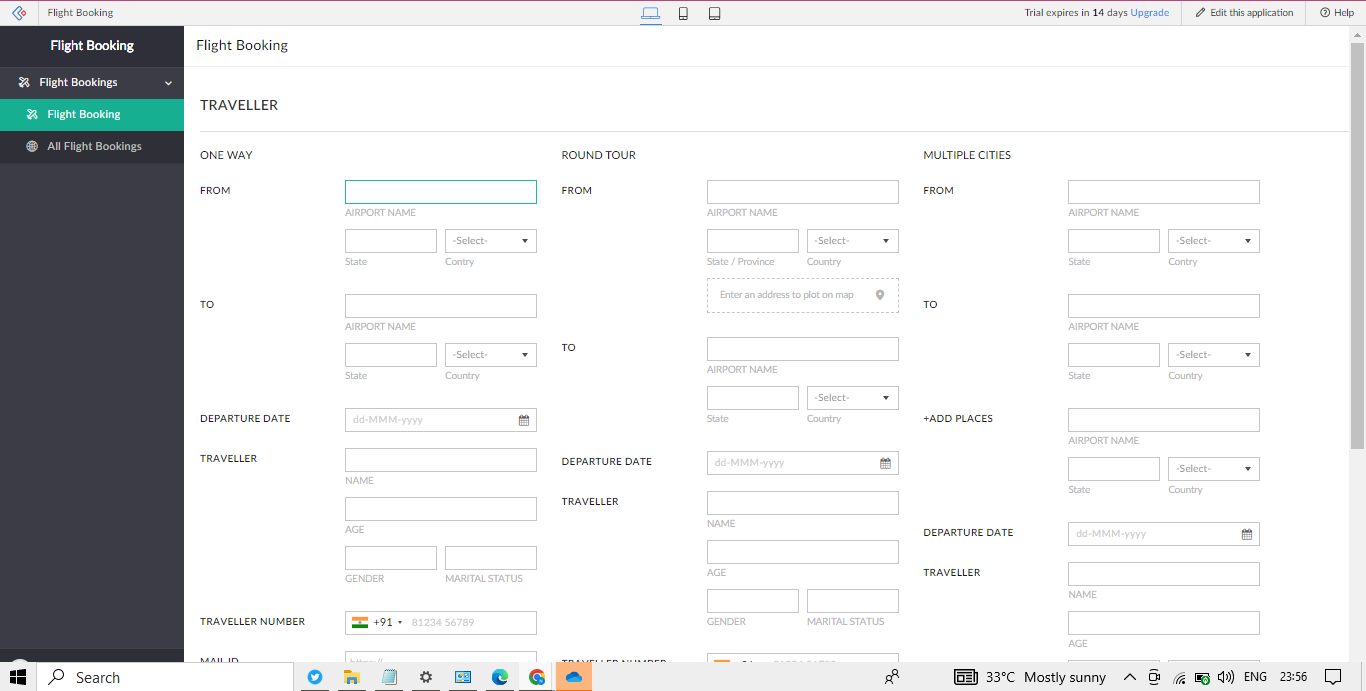 Flight Booking
Trial expires in 14 days Upgrade
Edit this application
Help
Flight Booking
Flight Bookings
Flight Booking
All Flight Bookings
Flight Booking
TRAVELLER
ONE WAY
FROM
AIRPORT NAME
-Select-
State
Contry
TO
AIRPORT NAME
-Select-
State
Country
DEPARTURE DATE
dd-MMM-yyyy
TRAVELLER
NAME
AGE
GENDER
MARITAL STATUS
TRAVELLER NUMBER
+91
81234 56789
MAIL ID
https://
ROUND TOUR
FROM
AIRPORT NAME
-Select-
State / Province
Country
Enter an address to plot on map
TO
AIRPORT NAME
-Select-
State
Country
DEPARTURE DATE
dd-MMM-yyyy
TRAVELLER
NAME
AGE
GENDER
MARITAL STATUS
TRAVELLER NUMBER
MULTIPLE CITIES
FROM
AIRPORT NAME
-Select-
State
Contry
TO
AIRPORT NAME
-Select-
State
Country
+ADD PLACES
AIRPORT NAME
-Select-
State
Country
DEPARTURE DATE
dd-MMM-yyyy
TRAVELLER
NAME
AGE
Search
33°C Mostly sunny
ENG
23:56